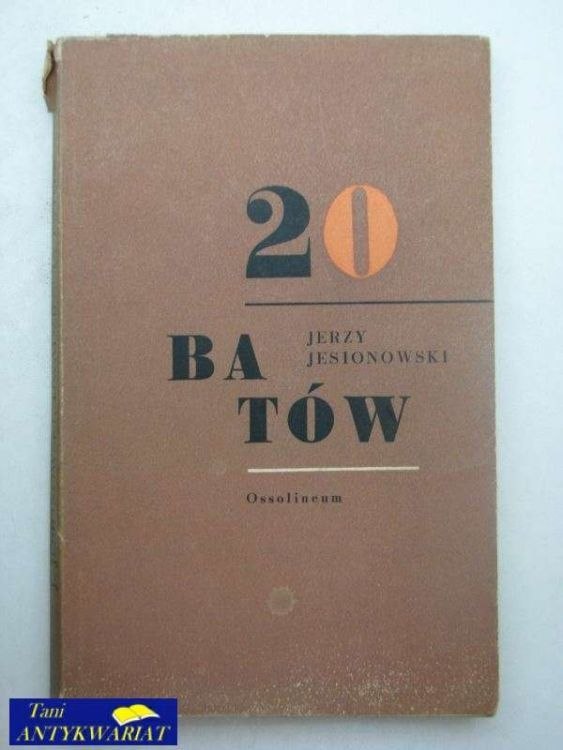 20
JERZY
JESIONOWSKI
BA
TÓW
Ossolineum
Tani
ANTYKWARIAT